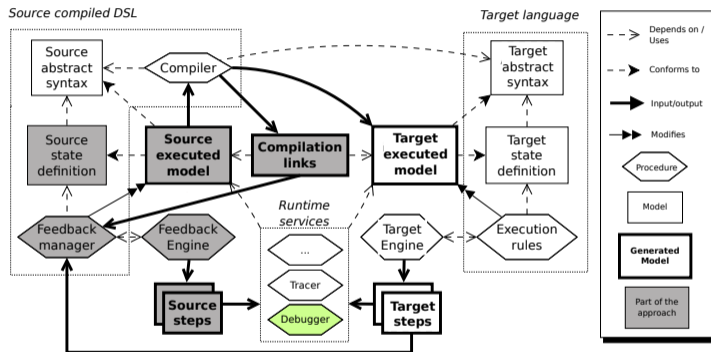 Source compiled DSL
Target language
Source
abstract
syntax
Compiler
Target
abstract
syntax
Source
state
definition
Source
executed
model
Compilation
links
Target
executed
model
Target
state
definition
Feedback
manager
Feedback
Engine
Runtime
services
...
Tracer
Debugger
Target
Engine
Execution
rules
Source
steps
Target
steps
Depends on /
Uses
Conforms to
Input/output
Modifies
Procedure
Model
Generated
Model
Part of the
approach